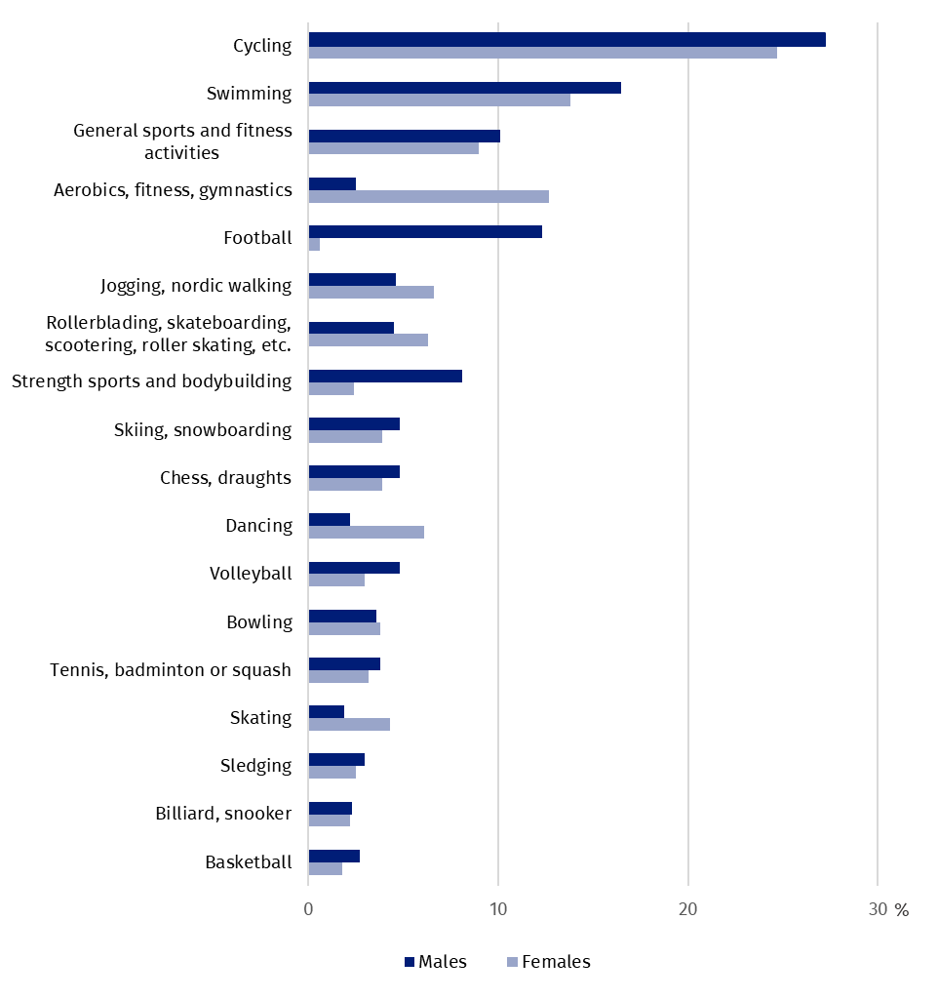 Cycling
Swimming
General sports and fitness
activities
Aerobics, fitness, gymnastics
Football
Jogging, nordic walking
Rollerblading, skateboarding,
scootering, roller skating, etc.
Strength sports and bodybuilding
Skiing, snowboarding
Chess, draughts
Dancing
Volleyball
Bowling
Tennis, badminton or squash
Skating
Sledging
Billiard, snooker
Basketball
0 10 20 30 %
Males Females